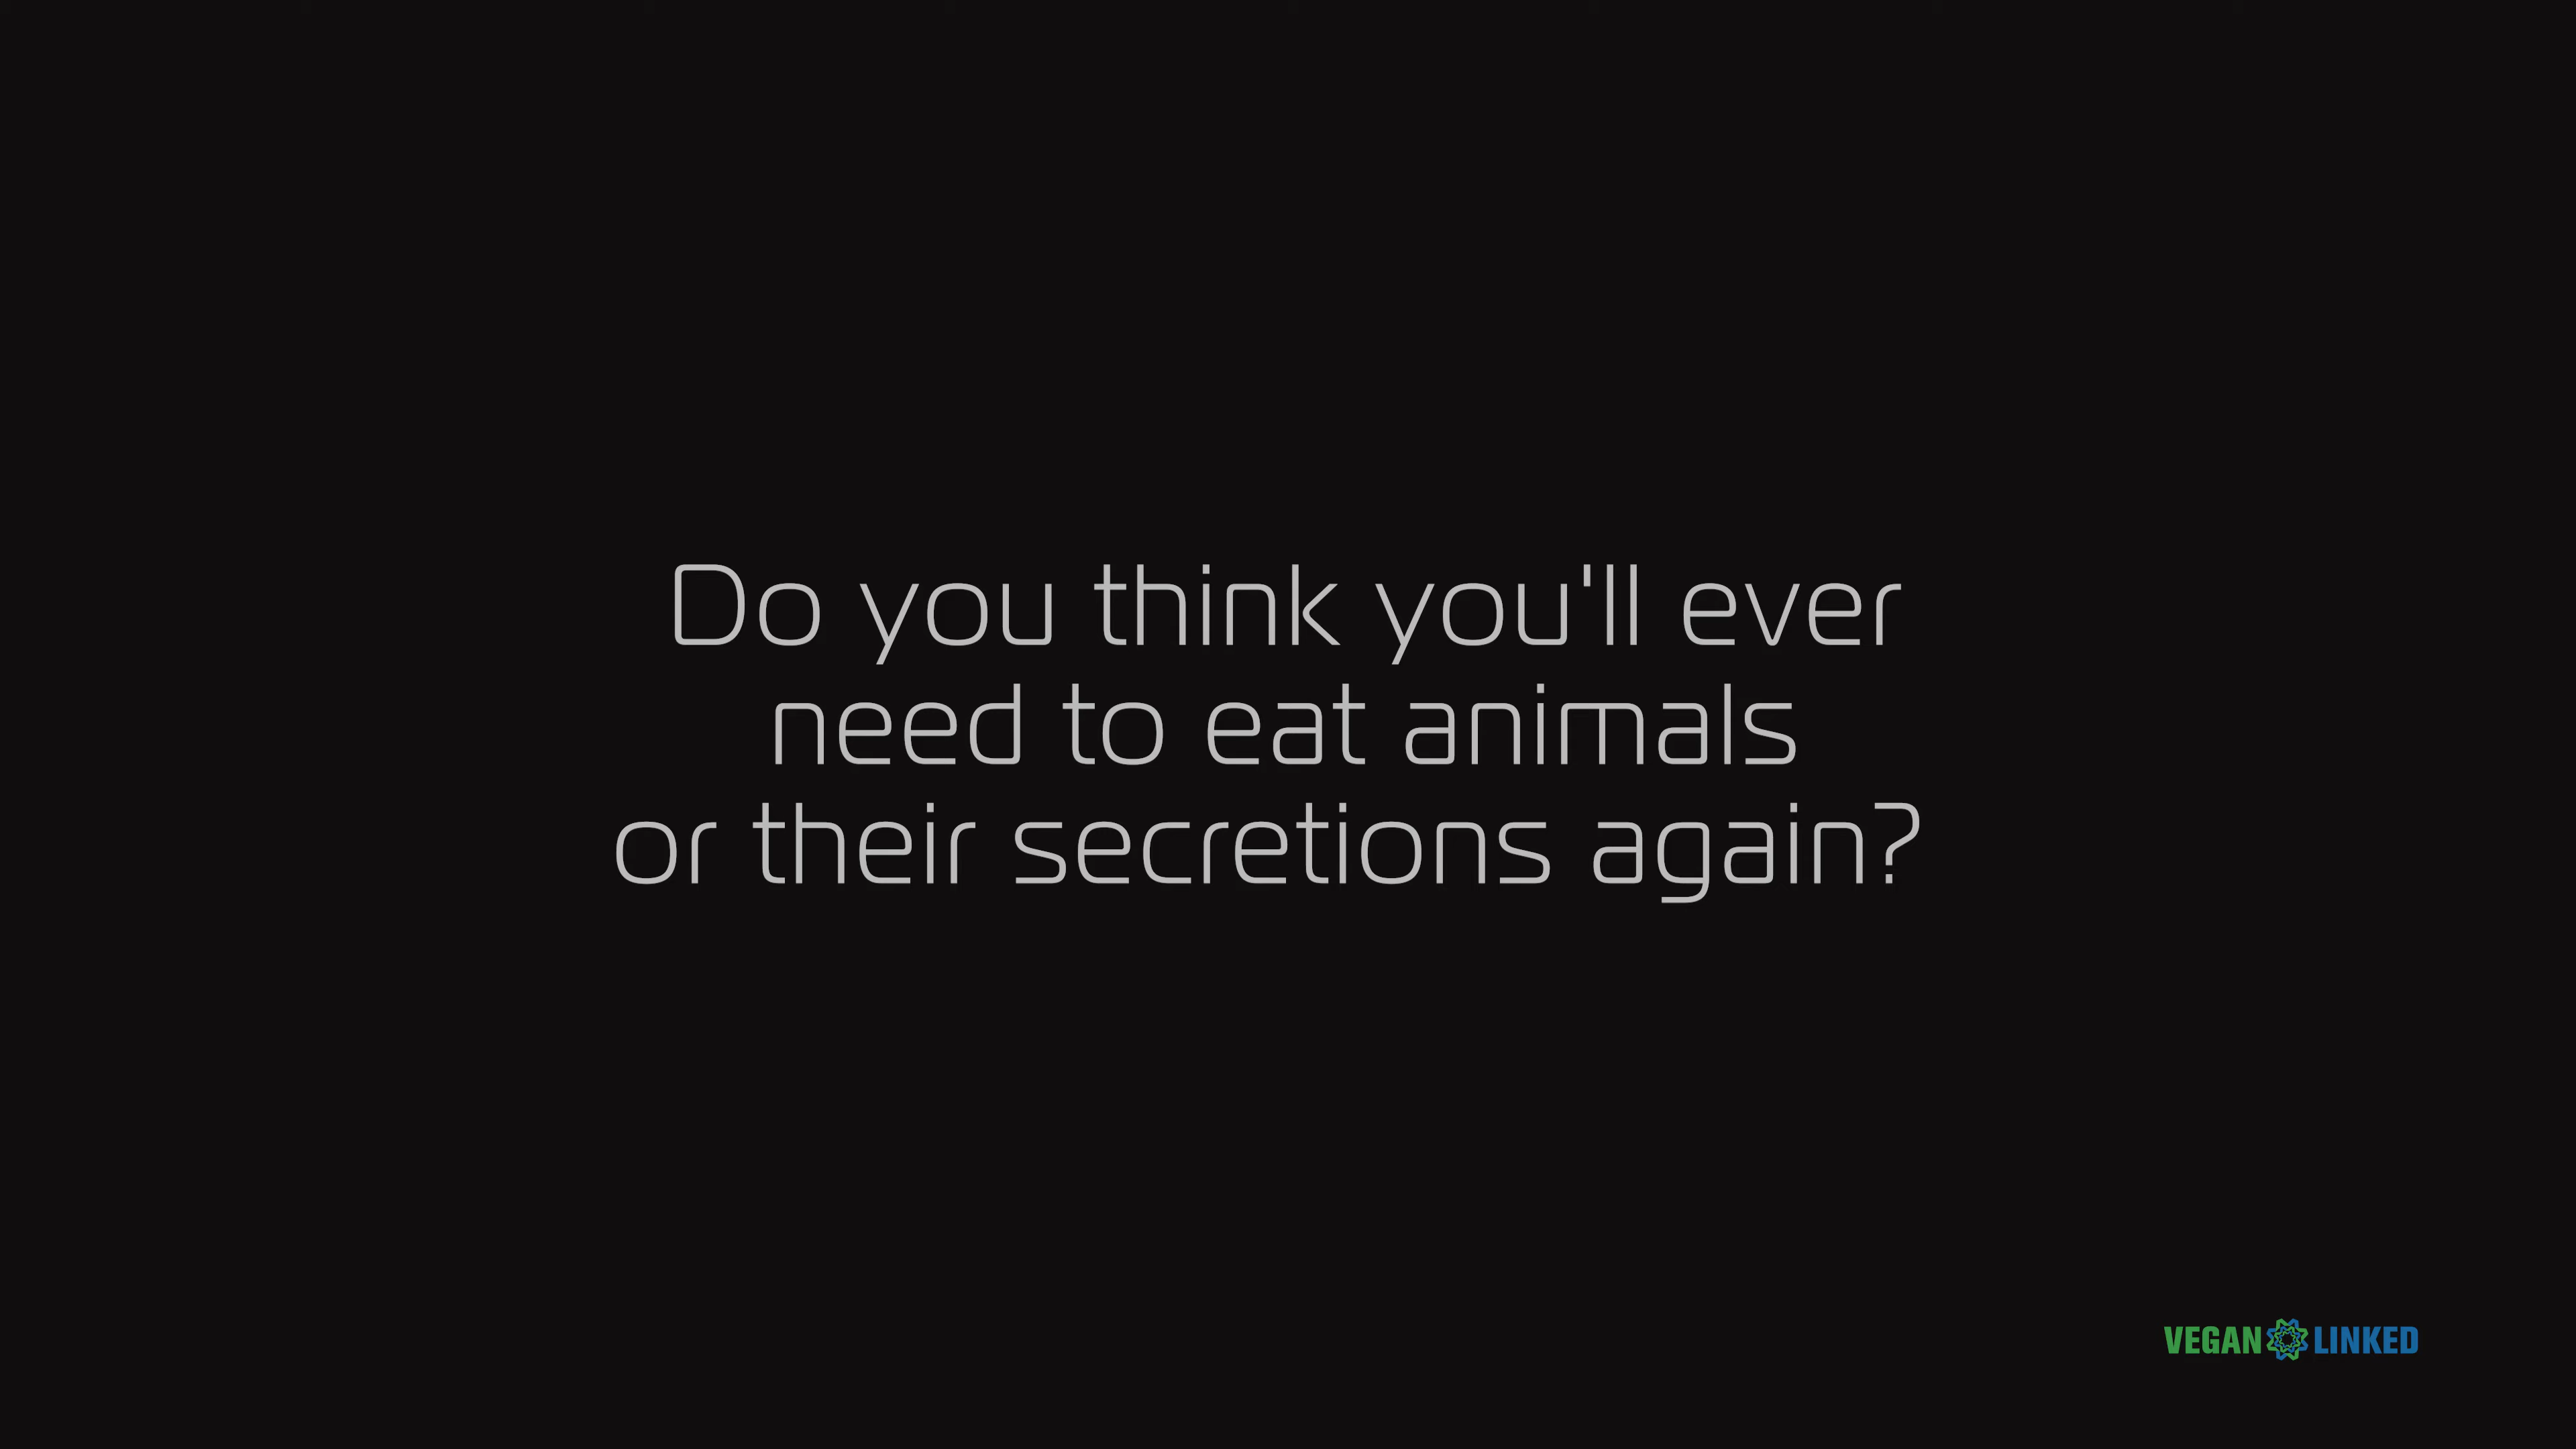 Do you think you'll ever
need to eat animals
or their secretions again?
VEGAN LINKED